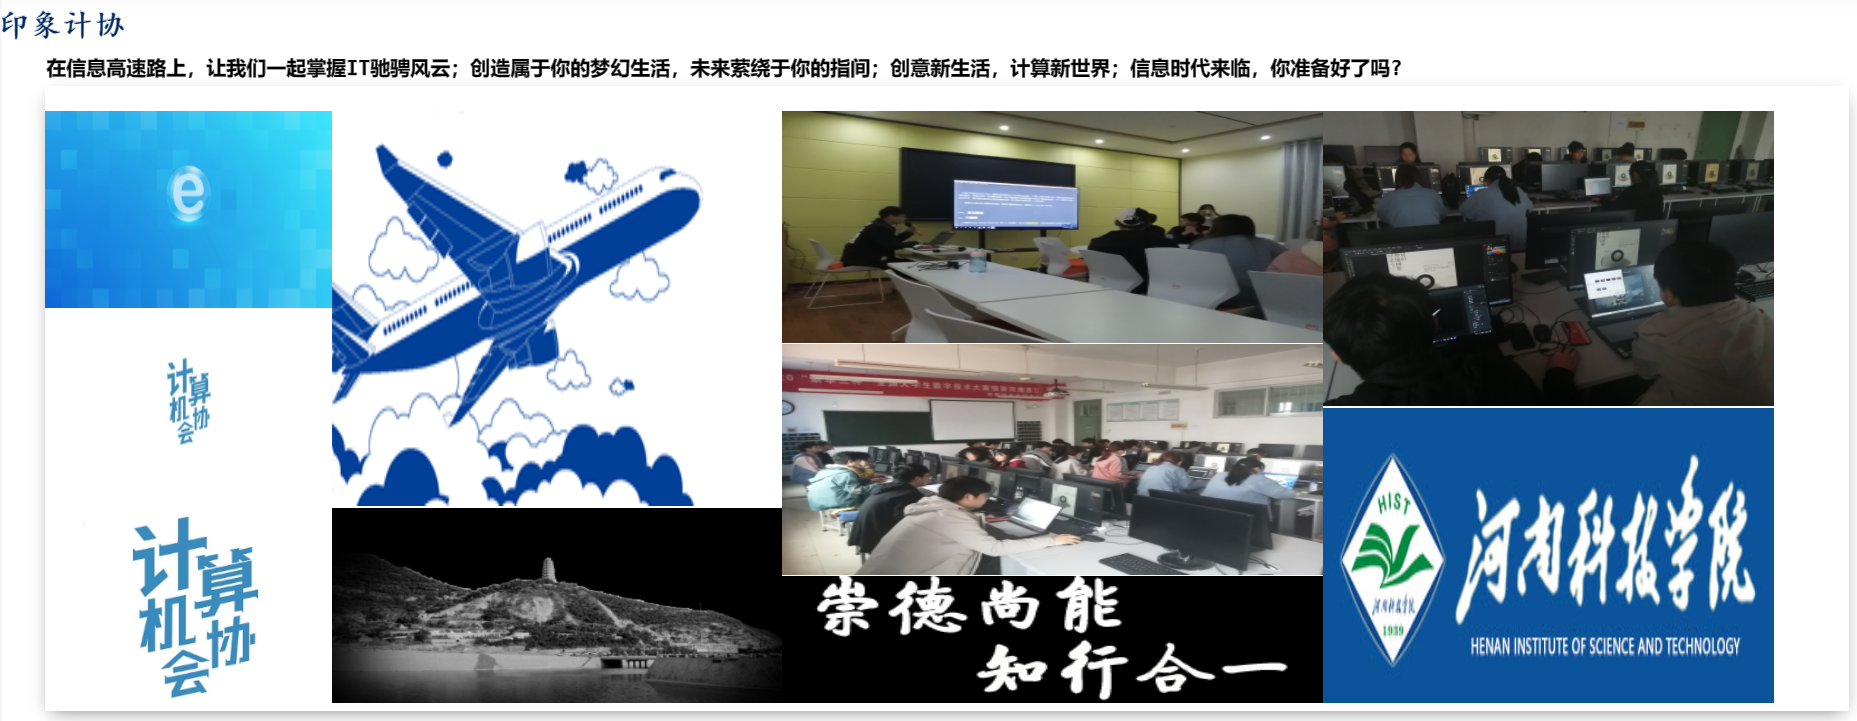 印象计协
在信息高速路上，让我们一起掌握IT驰骋风云；创造属于你的梦幻生活，未来萦绕于你的指间；创意新生活，计算新世界；信息时代来临，你准备好了吗？
e
计算
机协
会
计算
机协
会
崇德尚能
知行合一
HIST
河南科技学院
1939
河南科技学院
HENAN INSTITUTE OF SCIENCE AND TECHNOLOGY